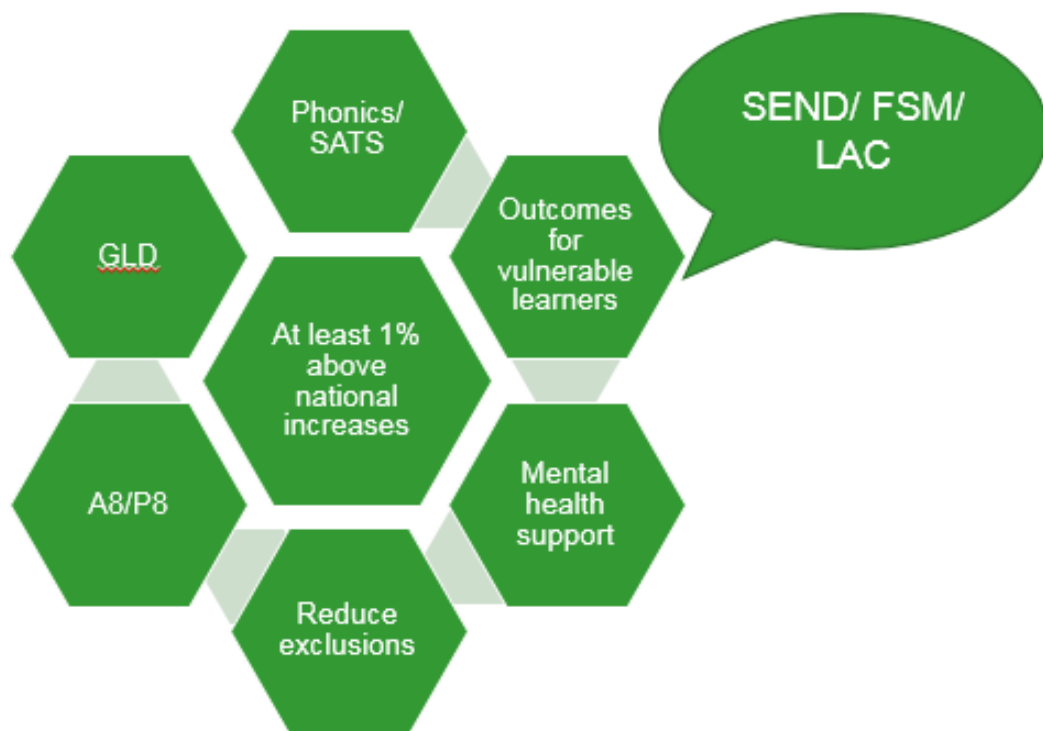 Phonics/
SATS
SEND/ FSM/
LAC
Outcomes
for
vulnerable
learners
GLD
At least 1%
above
national
increases
Mental
health
support
A8/P8
Reduce
exclusions